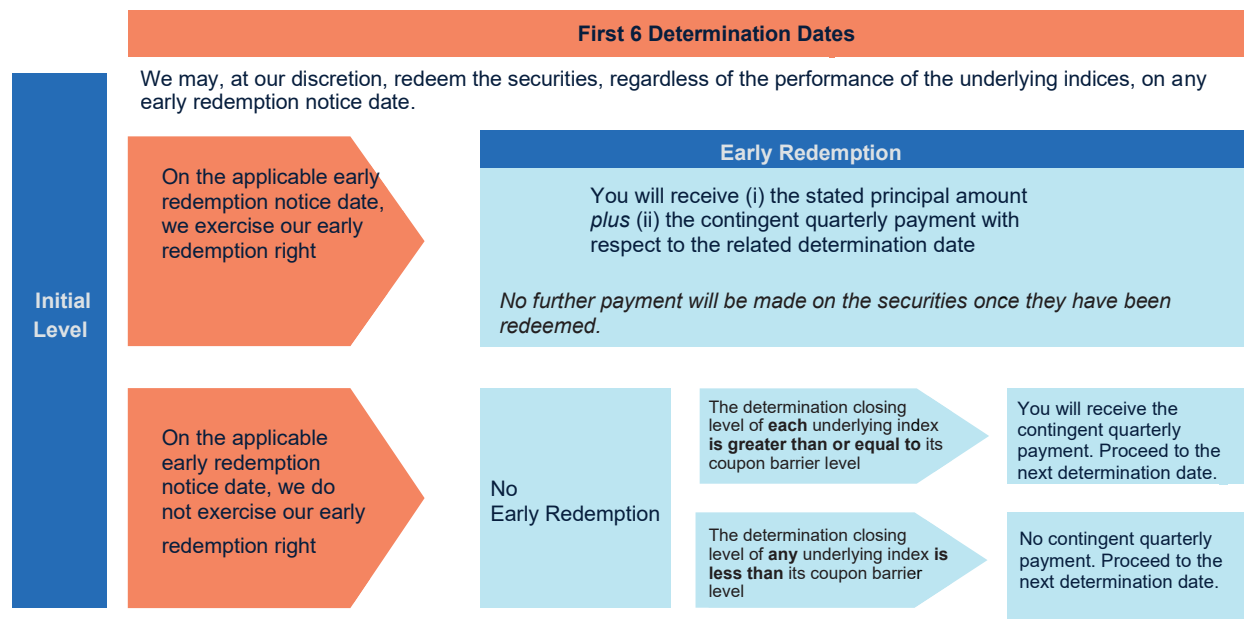 First 6 Determination Dates
We may, at our discretion, redeem the securities, regardless of the performance of the underlying indices, on any
early redemption notice date.
Initial
Level
On the applicable early
redemption notice date,
we exercise our early
redemption right
Early Redemption
You will receive (i) the stated principal amount
plus (ii) the contingent quarterly payment with
respect to the related determination date
No further payment will be made on the securities once they have been
redeemed.
On the applicable
early redemption
notice date, we do
not exercise our early
redemption right
No
Early Redemption
The determination closing
level of each underlying index
is greater than or equal to its
coupon barrier level
You will receive the
contingent quarterly
payment. Proceed to the
next determination date.
The determination closing
level of any underlying index is
less than its coupon barrier
level
No contingent quarterly
payment. Proceed to the
next determination date.